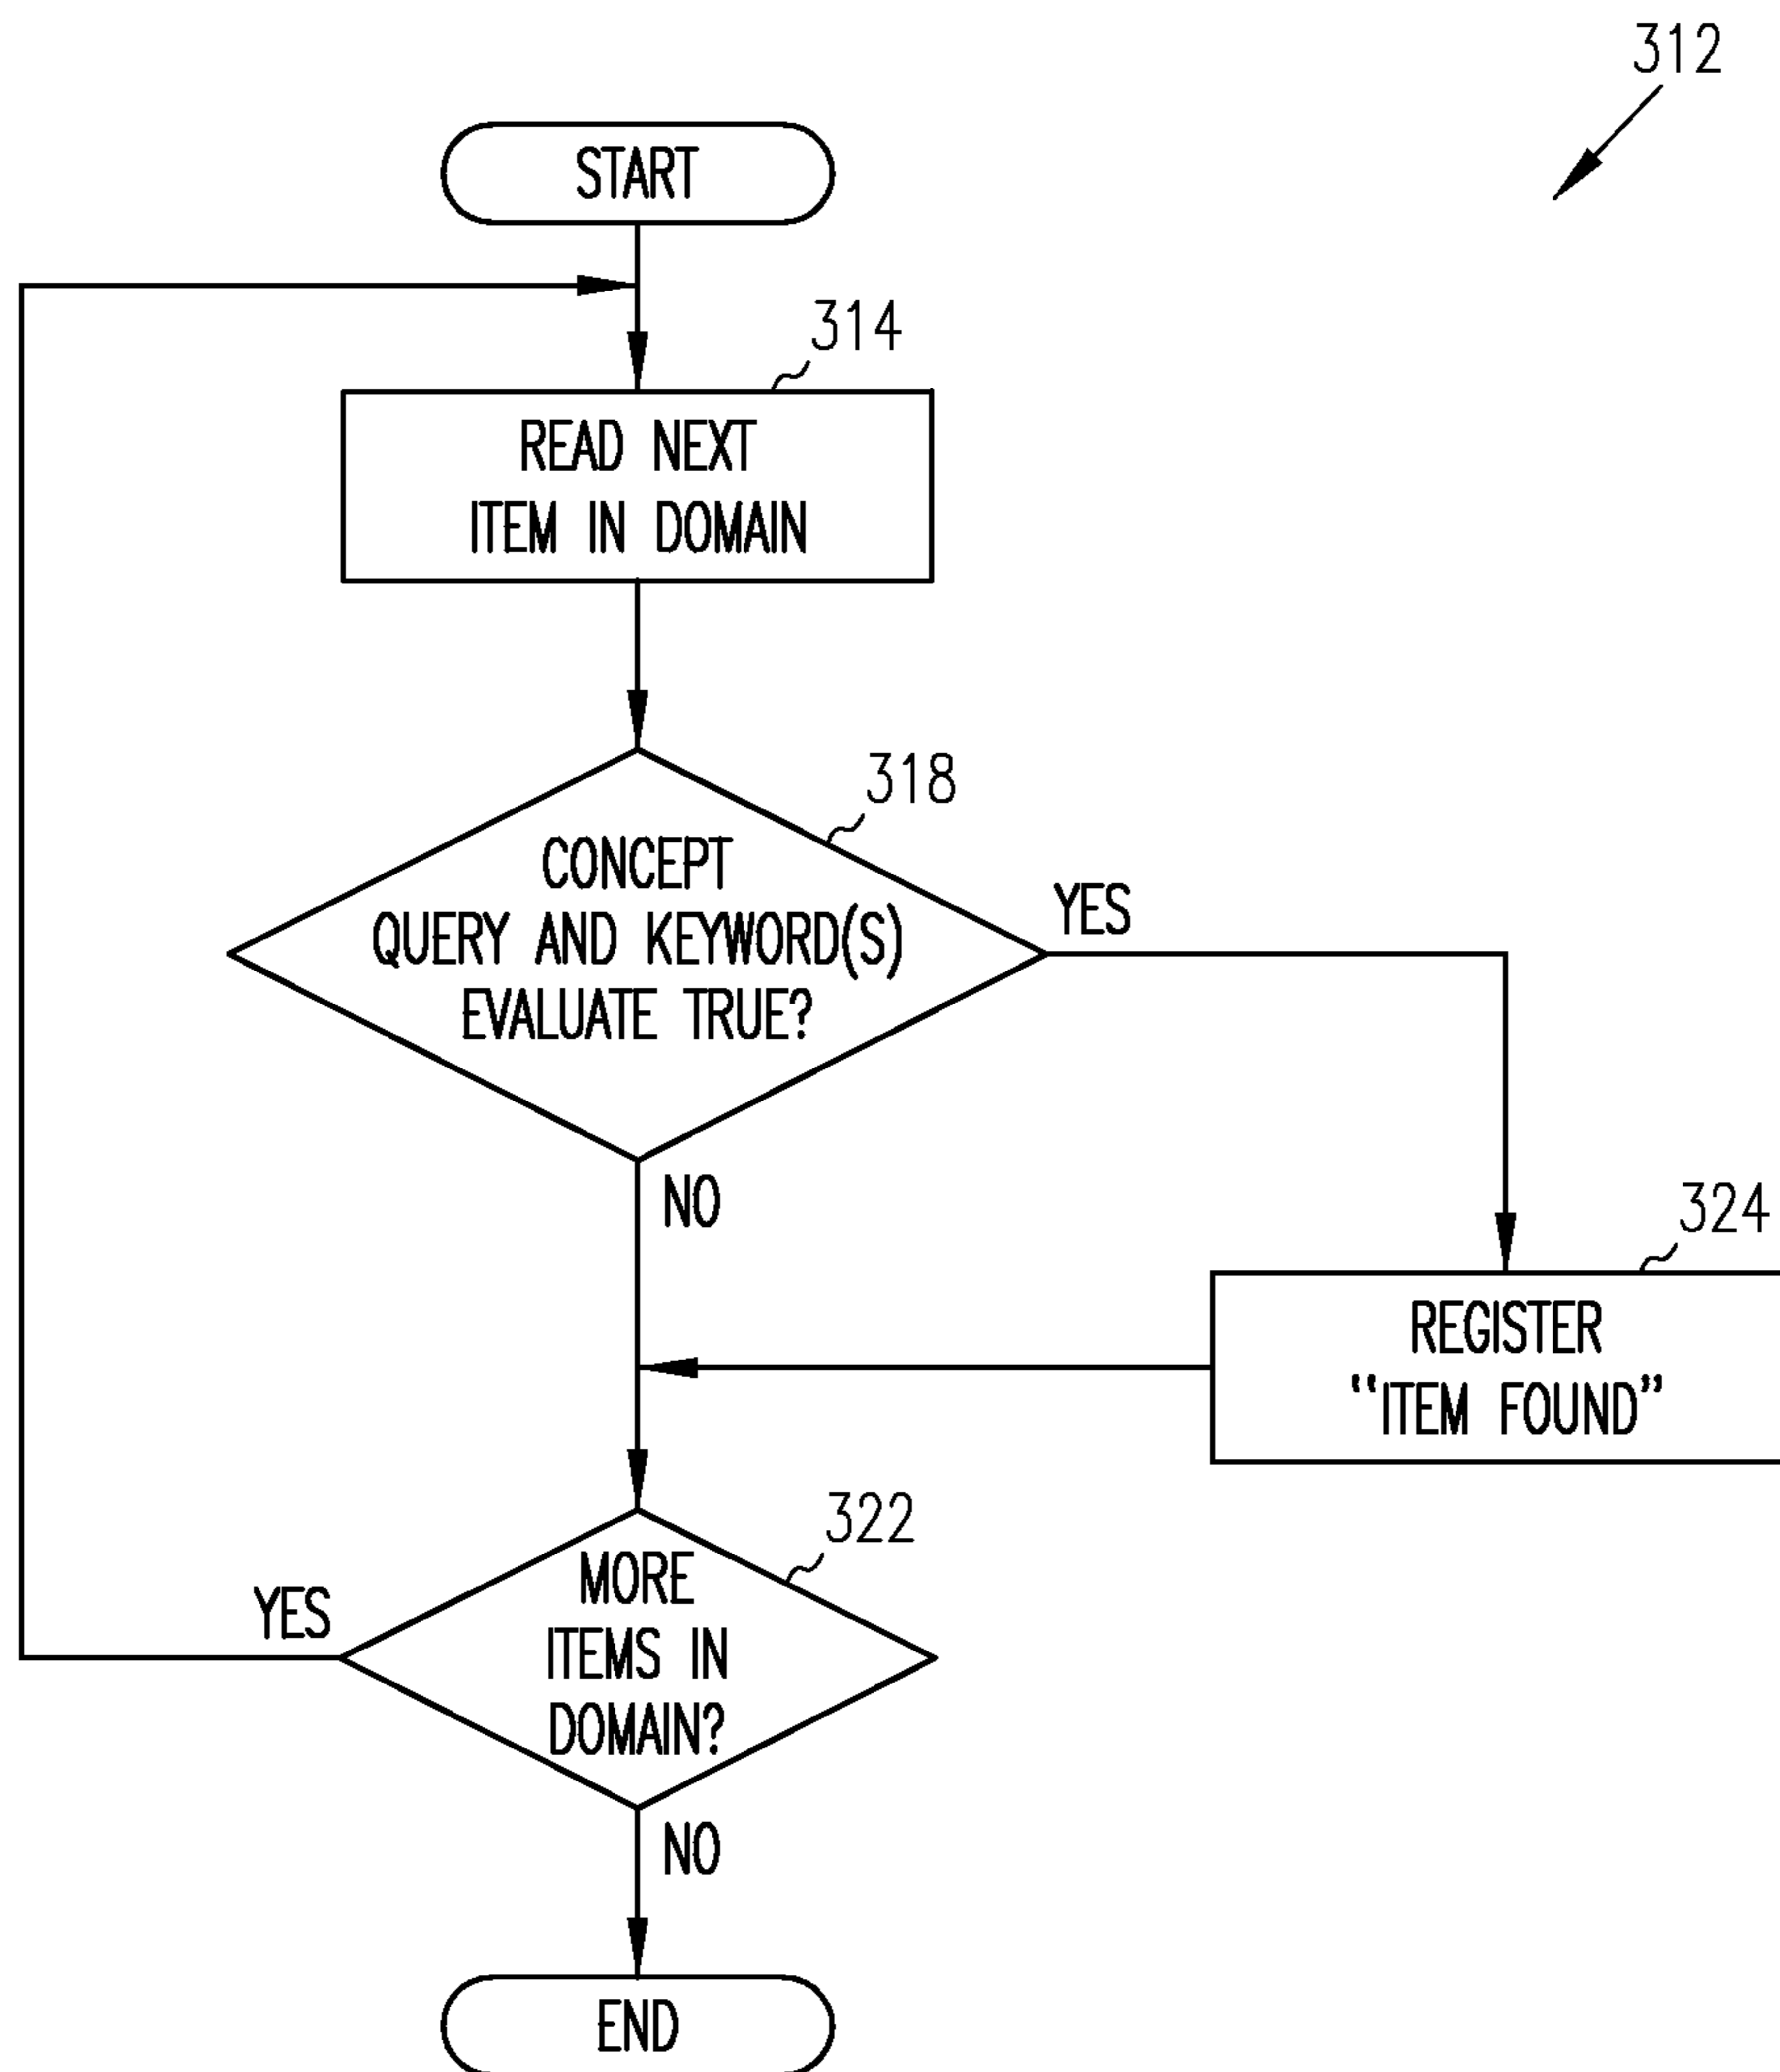 312
START
314
READ NEXT
ITEM IN DOMAIN
318
CONCEPT
QUERY AND KEYWORD(S)
EVALUATE TRUE?
YES
NO
324
REGISTER
“ITEM FOUND”
322
MORE
ITEMS IN
DOMAIN?
YES
NO
END